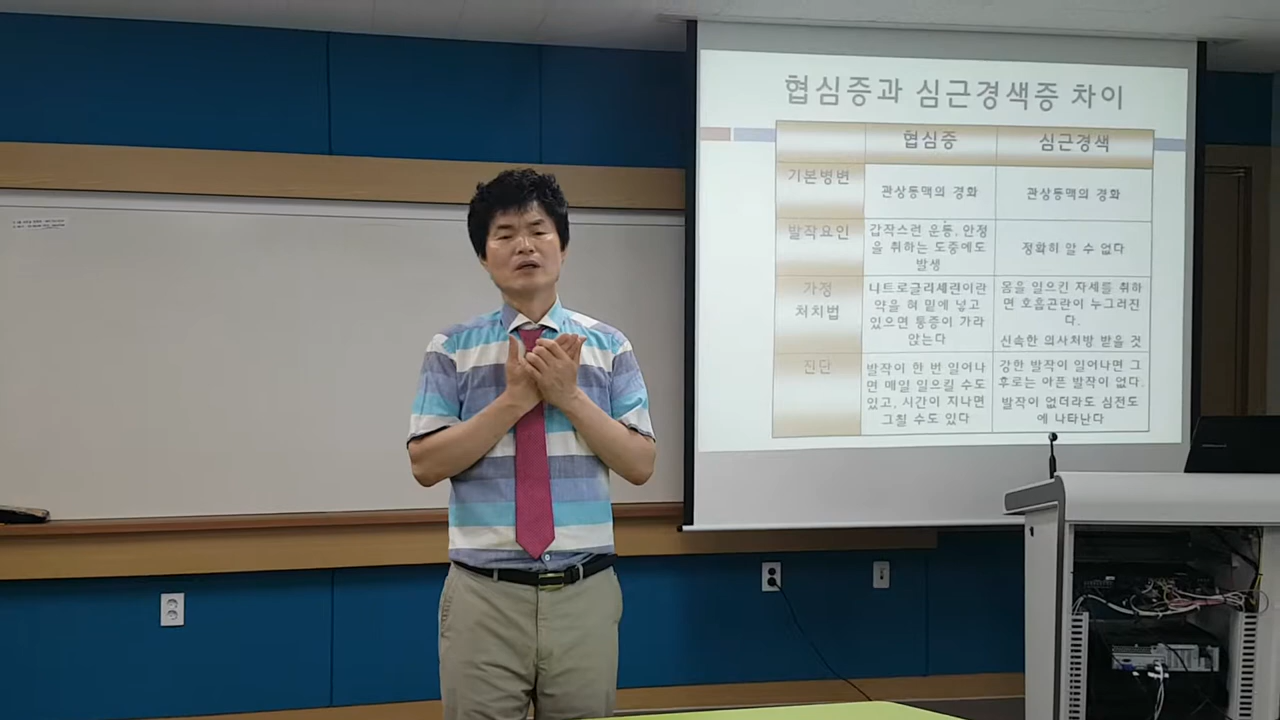 협심증과 심근경색증 차이
협심증
심근경색
기본병변
관상동맥의 경화
관상동맥의 경화
발작요인
갑작스런 운동, 안정
을 취하는 도중에도
발생
정확히 알 수 없다
가정
처치법
니트로글리세린이란
약을 혀 밑에 넣고
있으면 통증이 가라
앉는다
몸을 일으킨 자세를 취하
면 호흡곤란이 누그러진
다.
신속한 의사처방 받을 것
진단
발작이 한 번 일어나
면 매일 일으킬 수도
있고, 시간이 지나면
그칠 수도 있다
강한 발작이 일어나면 그
후로는 아픈 발작이 없다.
발작이 없더라도 심전도
에 나타난다